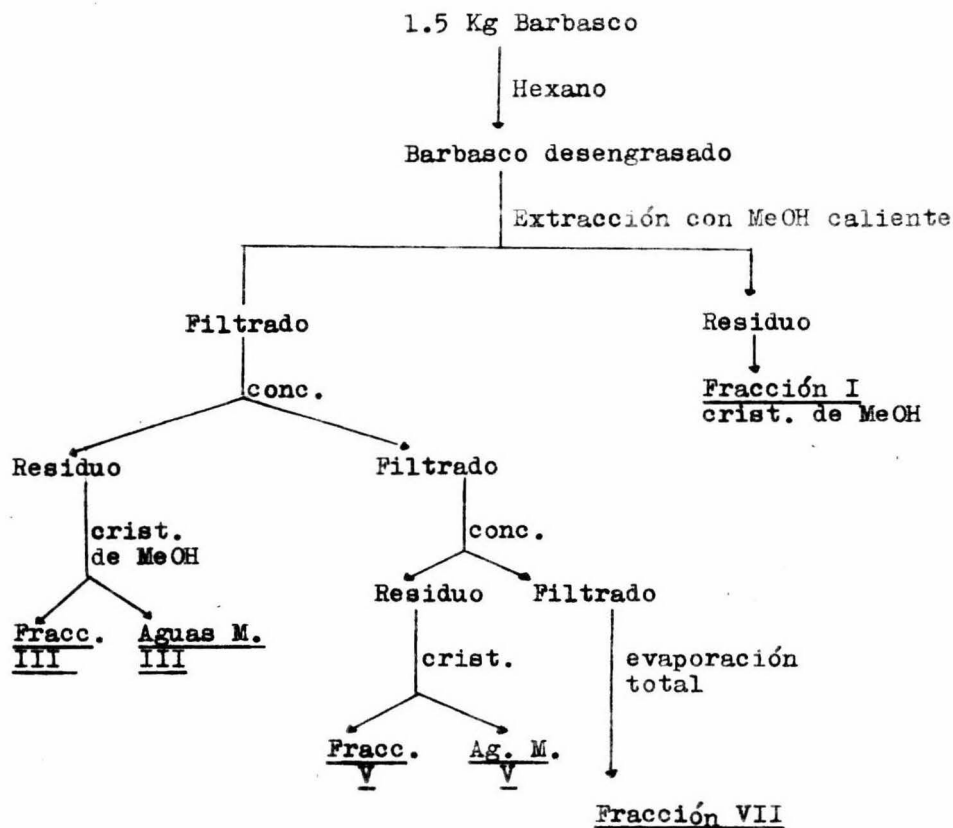 1.5 Kg Barbasco
Hexano
Barbasco desengrasado
Extracción con MeOH caliente
Filtrado
Residuo
conc.
Fracción I
crist. de MeOH
Residuo
Filtrado
crist.
de MeOH
conc.
Residuo
Filtrado
Fracc.
III
Aguas M.
III
crist.
evaporación
total
Fracc.
V
Ag. M.
V
Fracción VII